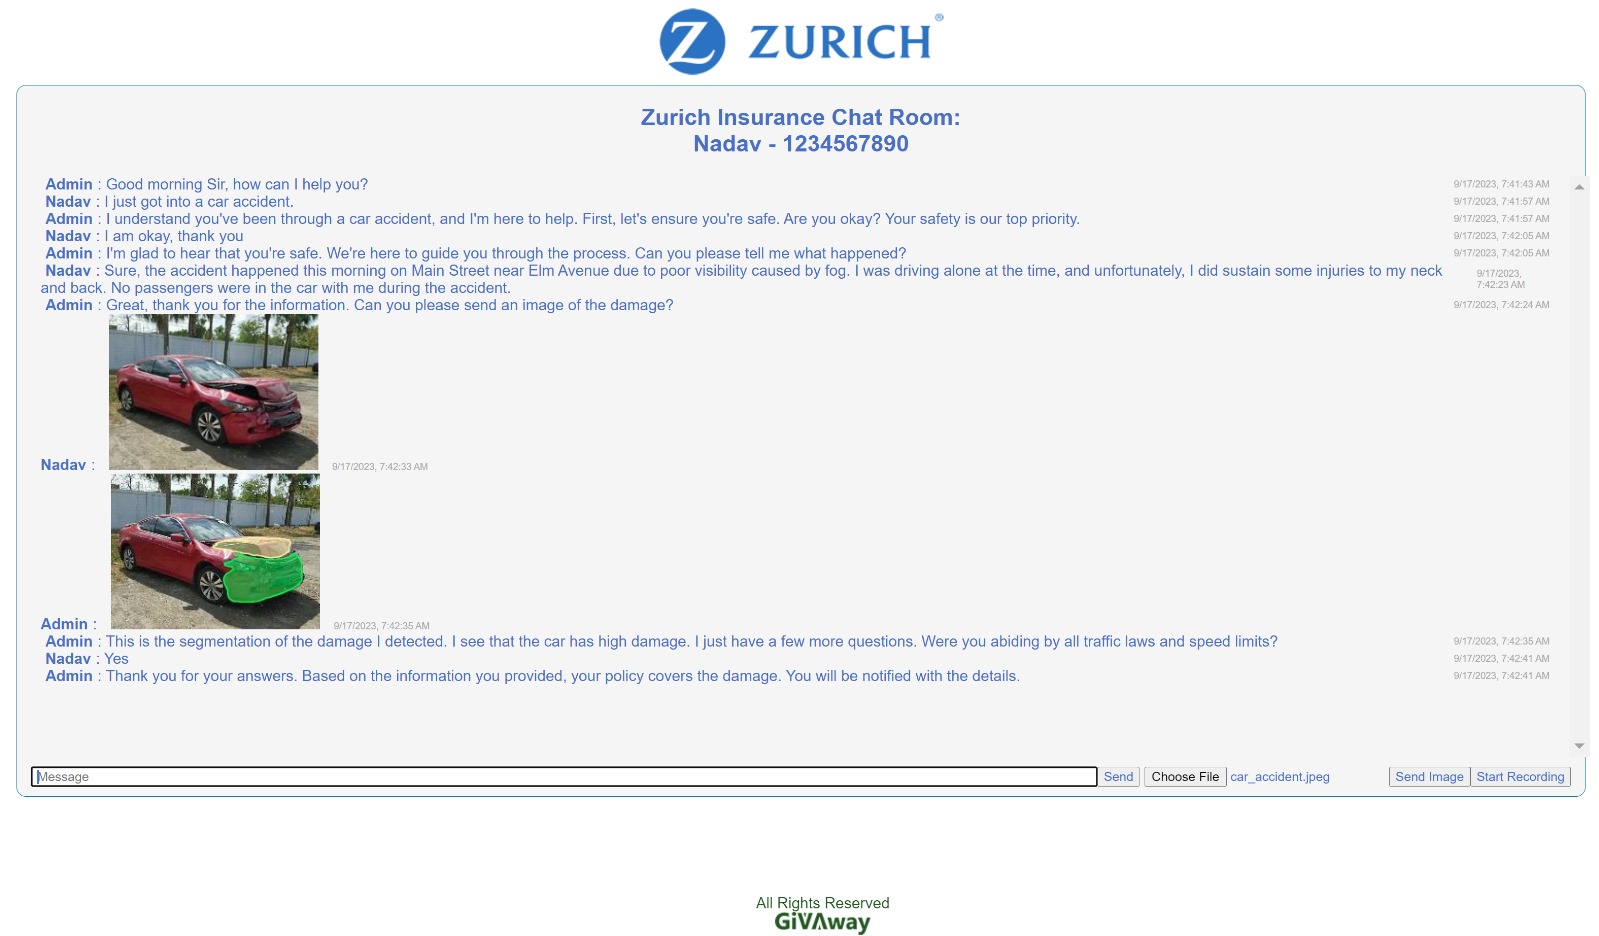 Z ZURICH®
Zurich Insurance Chat Room:
Nadav - 1234567890
Admin : Good morning Sir, how can I help you? 9/17/2023, 7:41:43 AM
Nadav : I just got into a car accident. 9/17/2023, 7:41:57 AM
Admin : I understand you've been through a car accident, and I'm here to help. First, let's ensure you're safe. Are you okay? Your safety is our top priority. 9/17/2023, 7:41:57 AM
Nadav : I am okay, thank you 9/17/2023, 7:42:05 AM
Admin : I'm glad to hear that you're safe. We're here to guide you through the process. Can you please tell me what happened? 9/17/2023, 7:42:05 AM
Nadav : Sure, the accident happened this morning on Main Street near Elm Avenue due to poor visibility caused by fog. I was driving alone at the time, and unfortunately, I did sustain some injuries to my neck
and back. No passengers were in the car with me during the accident.
9/17/2023,
7:42:23 AM
Admin : Great, thank you for the information. Can you please send an image of the damage? 9/17/2023, 7:42:24 AM
Nadav : 9/17/2023, 7:42:33 AM
Admin : 9/17/2023, 7:42:35 AM
Admin : This is the segmentation of the damage I detected. I see that the car has high damage. I just have a few more questions. Were you abiding by all traffic laws and speed limits? 9/17/2023, 7:42:35 AM
Nadav : Yes 9/17/2023, 7:42:41 AM
Admin : Thank you for your answers. Based on the information you provided, your policy covers the damage. You will be notified with the details. 9/17/2023, 7:42:41 AM
Message Send Choose File car_accident.jpeg Send Image Start Recording
All Rights Reserved
GiVAway